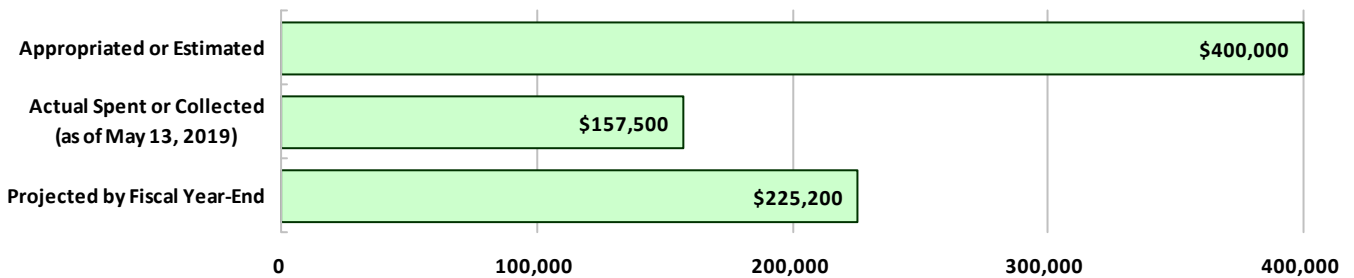 Appropriated or Estimated
$400,000
Actual Spent or Collected
(as of May 13, 2019)
$157,500
Projected by Fiscal Year-End
$225,200
0 100,000 200,000 300,000 400,000